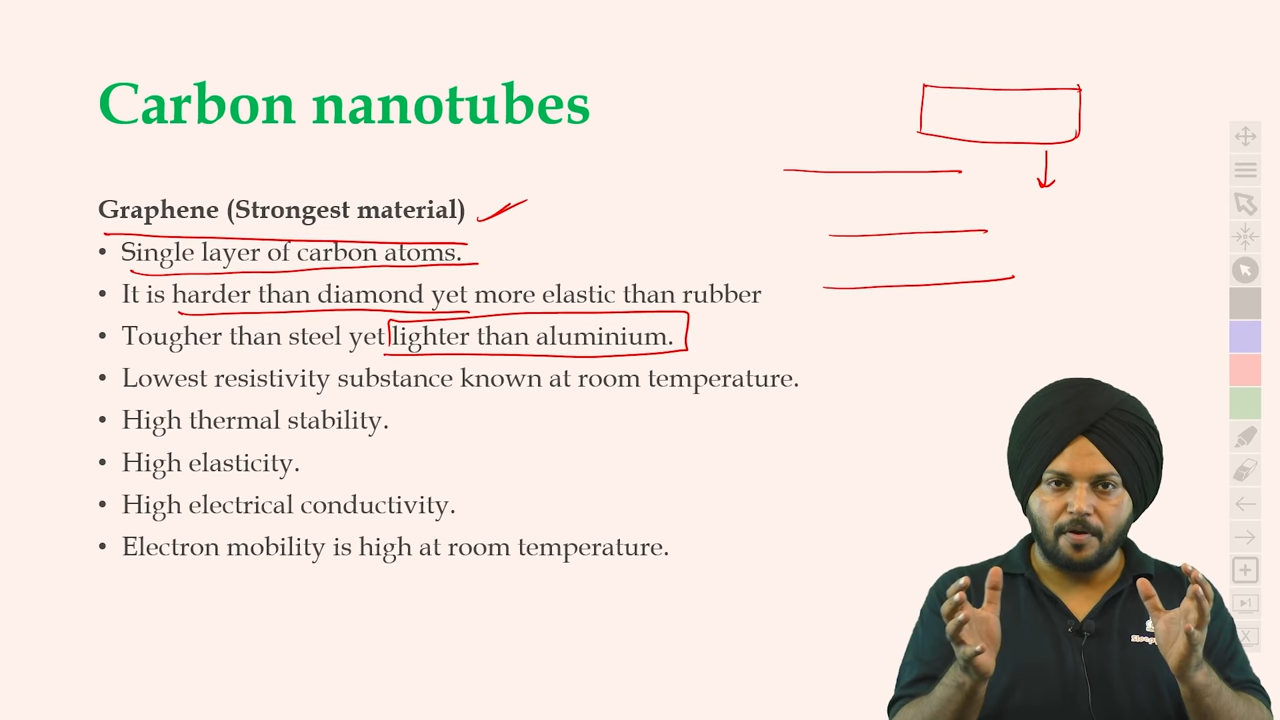 Carbon nanotubes
Graphene (Strongest material)
• Single layer of carbon atoms.
• It is harder than diamond yet more elastic than rubber
• Tougher than steel yet lighter than aluminium.
• Lowest resistivity substance known at room temperature.
• High thermal stability.
• High elasticity.
• High electrical conductivity.
• Electron mobility is high at room temperature.